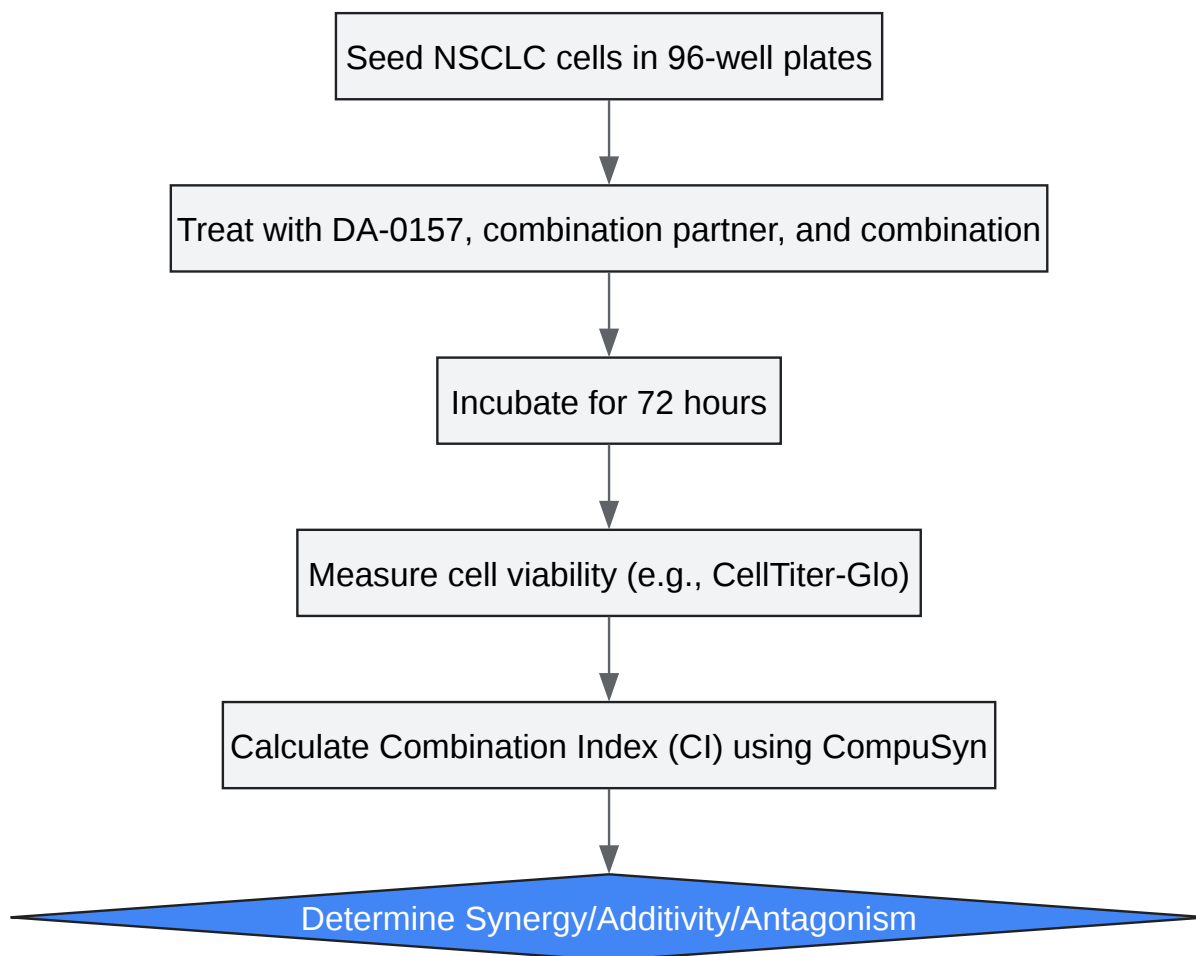 Seed NSCLC cells in 96-well plates
Treat with DA-0157, combination partner, and combination
Incubate for 72 hours
Measure cell viability (e.g., CellTiter-Glo)
Calculate Combination Index (CI) using CompuSyn
Determine Synergy/Additivity/Antagonism